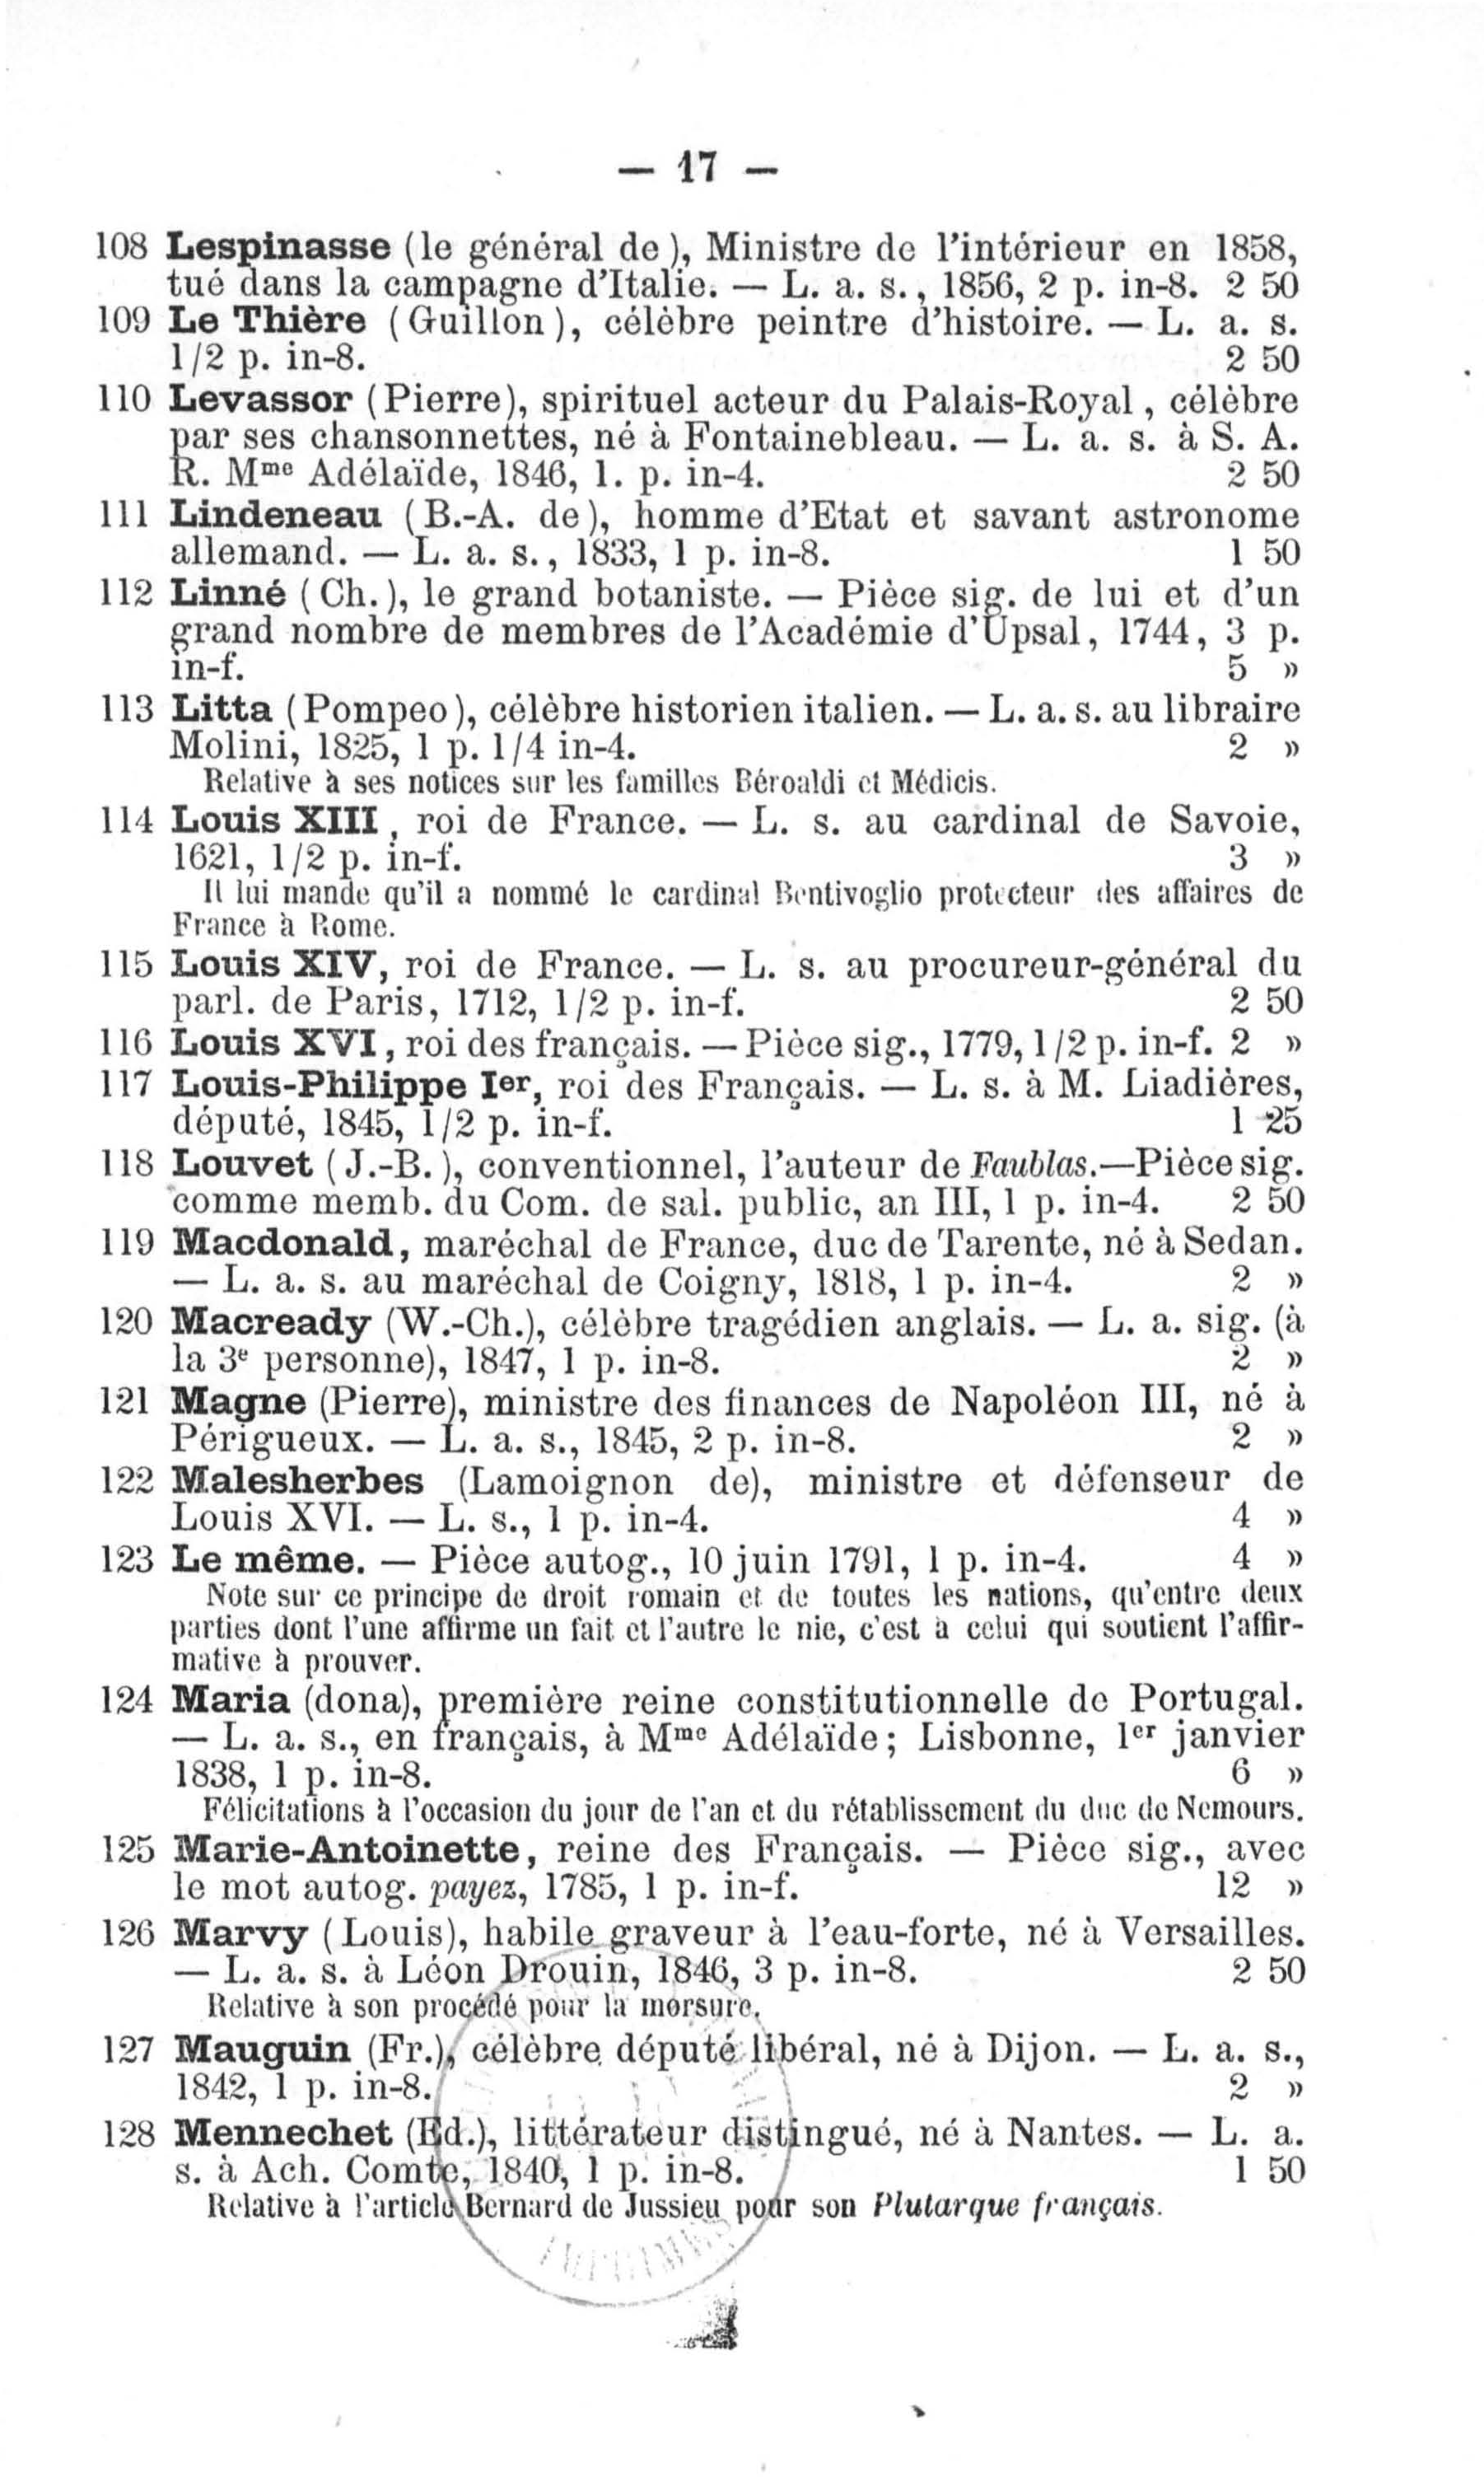 — 17 —
108 Lespinasse (le général de), Ministre de l'intérieur en 1858,
tué dans la campagne d'Italie. — L. a. s., 1856, 2 p. in-8. 2 50
109 Le Thière (Guillon), célèbre peintre d'histoire. — L. a. s.
1/2 p. in-8. 2 50
110 Levassor (Pierre), spirituel acteur du Palais-Royal, célèbre
par ses chansonnettes, né à Fontainebleau. — L. a. s. à S. A.
R. Mme Adélaïde, 1846, 1. p. in-4. 2 50
111 Lindeneau (B.-A. de), homme d'Etat et savant astronome
allemand. — L. a. s., 1833, 1 p. in-8. 1 50
112 Linné (Ch.), le grand botaniste. — Pièce sig. de lui et d'un
grand nombre de membres de l'Académie d'Upsal, 1744, 3 p.
in-f. 5 »
113 Litta (Pompeo), célèbre historien italien. — L. a. s. au libraire
Molini, 1825, 1 p. 1/4 in-4. 2 »
Relative à ses notices sur les familles Béroaldi et Médicis.
114 Louis XIII, roi de France. — L. s. au cardinal de Savoie,
1621, 1/2 p. in-f. 3 »
Il lui mande qu'il a nommé le cardinal Bentivoglio protecteur des affaires de
France à Rome.
115 Louis XIV, roi de France. — L. s. au procureur-général du
parl. de Paris, 1712, 1/2 p. in-f. 2 50
116 Louis XVI, roi des français. — Pièce sig., 1779, 1/2 p. in-f. 2 »
117 Louis-Philippe Ier, roi des Français. — L. s. à M. Liadières,
député, 1845, 1/2 p. in-f. 1 25
118 Louvet (J.-B.), conventionnel, l'auteur de Faublas. — Pièce sig.
comme memb. du Com. de sal. public, an III, 1 p. in-4. 2 50
119 Macdonald, maréchal de France, duc de Tarente, né à Sedan.
— L. a. s. au maréchal de Coigny, 1818, 1 p. in-4. 2 »
120 Macready (W.-Ch.), célèbre tragédien anglais. — L. a. sig. (à
la 3e personne), 1847, 1 p. in-8. 2 »
121 Magne (Pierre), ministre des finances de Napoléon III, né à
Périgueux. — L. a. s., 1845, 2 p. in-8. 2 »
122 Malesherbes (Lamoignon de), ministre et défenseur de
Louis XVI. — L. s., 1 p. in-4. 4 »
123 Le même. — Pièce autog., 10 juin 1791, 1 p. in-4. 4 »
Note sur ce principe de droit romain et de toutes les nations, qu'entre deux
parties dont l'une affirme un fait et l'autre le nie, c'est à celui qui soutient l'affir-
mative à prouver.
124 Maria (dona), première reine constitutionnelle de Portugal.
— L. a. s., en français, à Mme Adélaïde; Lisbonne, 1er janvier
1838, 1 p. in-8. 6 »
Félicitations à l'occasion du jour de l'an et du rétablissement du duc de Nemours.
125 Marie-Antoinette, reine des Français. — Pièce sig., avec
le mot autog. payez, 1785, 1 p. in-f. 12 »
126 Marvy (Louis), habile graveur à l'eau-forte, né à Versailles.
— L. a. s. à Léon Drouin, 1846, 3 p. in-8. 2 50
Relative à son procédé pour la morsure.
127 Mauguin (Fr.), célèbre député libéral, né à Dijon. — L. a. s.,
1842, 1 p. in-8. 2 »
128 Mennechet (Ed.), littérateur distingué, né à Nantes. — L. a.
s. à Ach. Comte, 1840, 1 p. in-8. 1 50
Relative à l'article Bernard de Jussieu pour son Plutarque français.